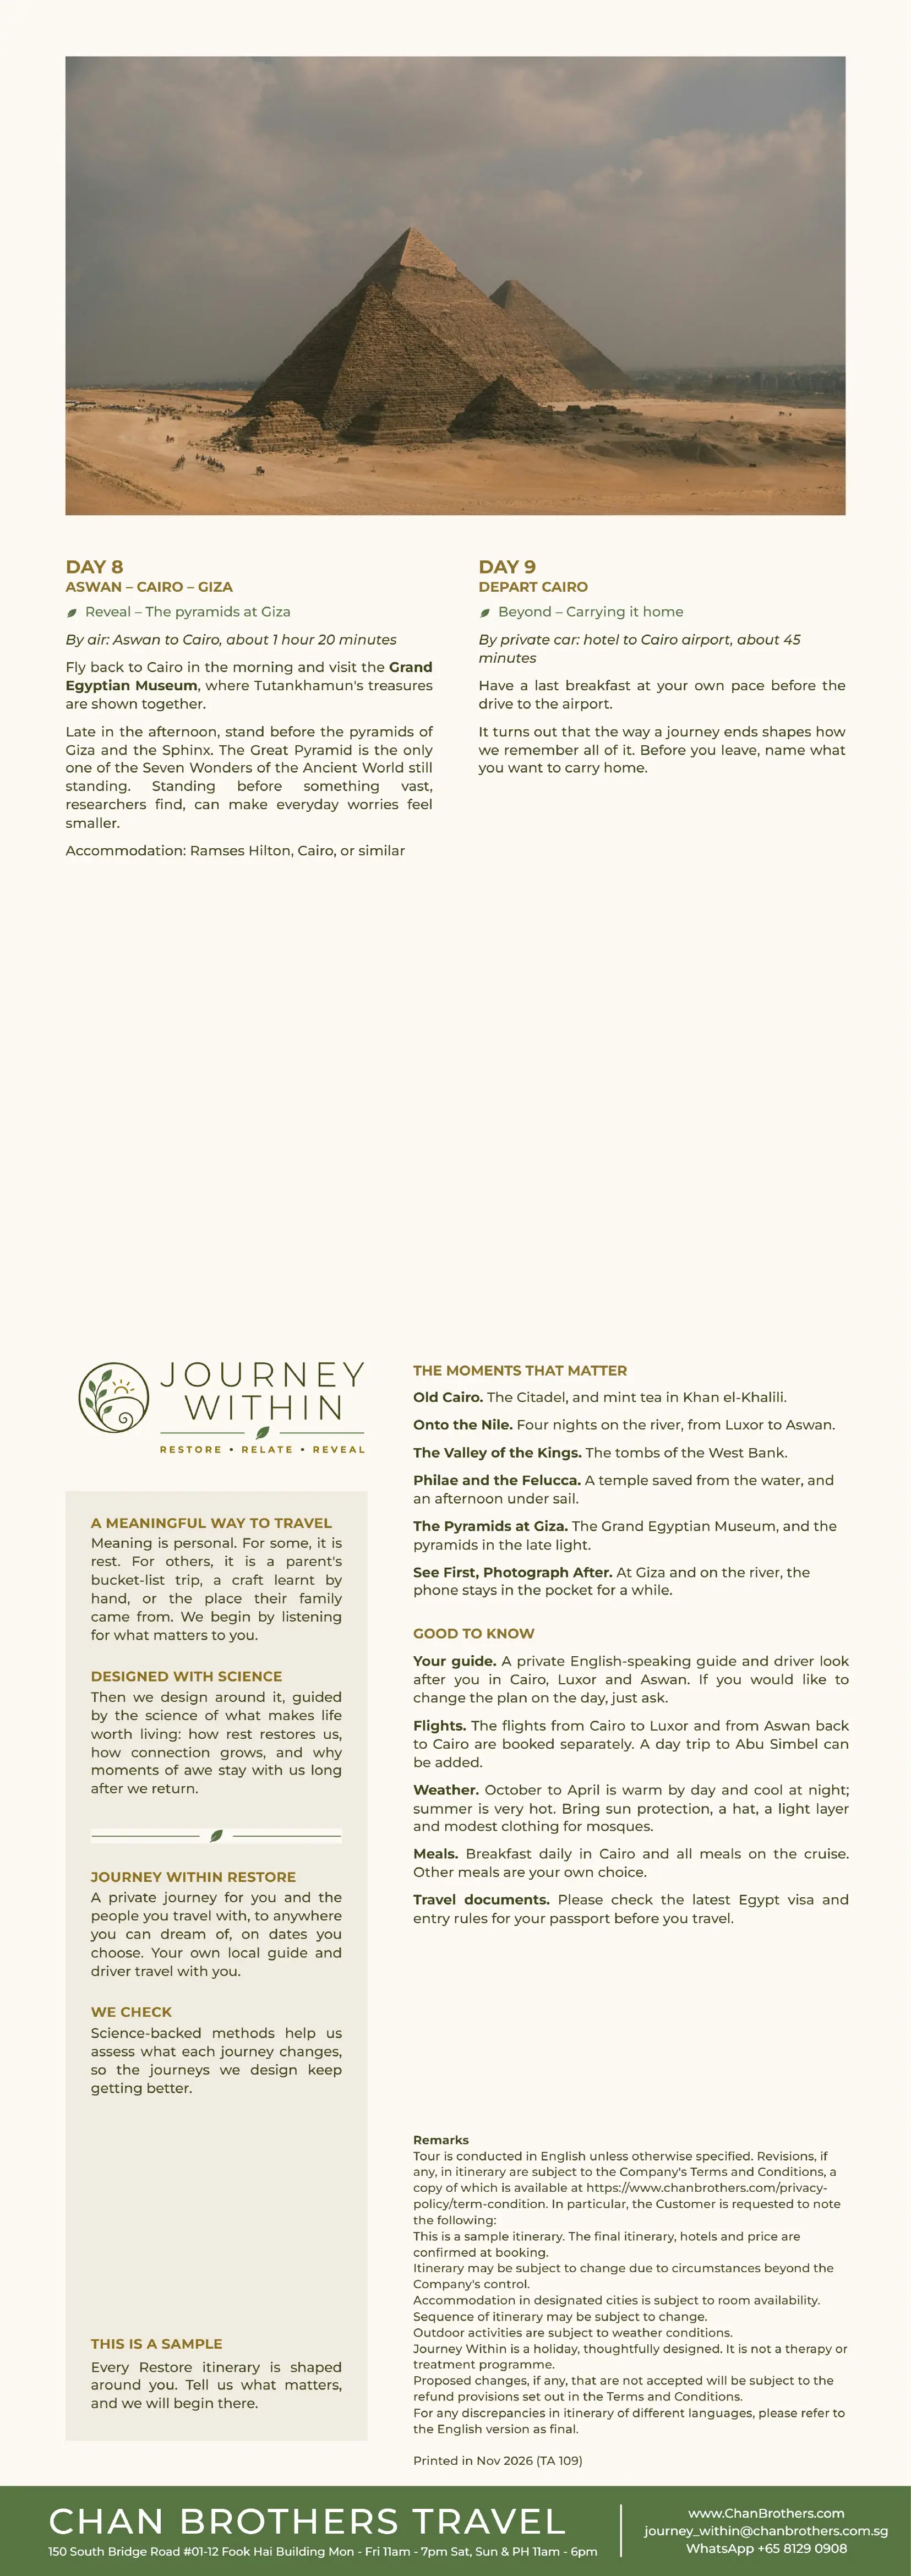 DAY 8
ASWAN – CAIRO – GIZA
Reveal – The pyramids at Giza
By air: Aswan to Cairo, about 1 hour 20 minutes
Fly back to Cairo in the morning and visit the Grand
Egyptian Museum, where Tutankhamun's treasures
are shown together.
Late in the afternoon, stand before the pyramids of
Giza and the Sphinx. The Great Pyramid is the only
one of the Seven Wonders of the Ancient World still
standing. Standing before something vast,
researchers find, can make everyday worries feel
smaller.
Accommodation: Ramses Hilton, Cairo, or similar
DAY 9
DEPART CAIRO
Beyond – Carrying it home
By private car: hotel to Cairo airport, about 45
minutes
Have a last breakfast at your own pace before the
drive to the airport.
It turns out that the way a journey ends shapes how
we remember all of it. Before you leave, name what
you want to carry home.
JOURNEY
WITHIN
RESTORE • RELATE • REVEAL
A MEANINGFUL WAY TO TRAVEL
Meaning is personal. For some, it is
rest. For others, it is a parent's
bucket-list trip, a craft learnt by
hand, or the place their family
came from. We begin by listening
for what matters to you.
DESIGNED WITH SCIENCE
Then we design around it, guided
by the science of what makes life
worth living: how rest restores us,
how connection grows, and why
moments of awe stay with us long
after we return.
JOURNEY WITHIN RESTORE
A private journey for you and the
people you travel with, to anywhere
you can dream of, on dates you
choose. Your own local guide and
driver travel with you.
WE CHECK
Science-backed methods help us
assess what each journey changes,
so the journeys we design keep
getting better.
THIS IS A SAMPLE
Every Restore itinerary is shaped
around you. Tell us what matters,
and we will begin there.
THE MOMENTS THAT MATTER
Old Cairo. The Citadel, and mint tea in Khan el-Khalili.
Onto the Nile. Four nights on the river, from Luxor to Aswan.
The Valley of the Kings. The tombs of the West Bank.
Philae and the Felucca. A temple saved from the water, and
an afternoon under sail.
The Pyramids at Giza. The Grand Egyptian Museum, and the
pyramids in the late light.
See First, Photograph After. At Giza and on the river, the
phone stays in the pocket for a while.
GOOD TO KNOW
Your guide. A private English-speaking guide and driver look
after you in Cairo, Luxor and Aswan. If you would like to
change the plan on the day, just ask.
Flights. The flights from Cairo to Luxor and from Aswan back
to Cairo are booked separately. A day trip to Abu Simbel can
be added.
Weather. October to April is warm by day and cool at night;
summer is very hot. Bring sun protection, a hat, a light layer
and modest clothing for mosques.
Meals. Breakfast daily in Cairo and all meals on the cruise.
Other meals are your own choice.
Travel documents. Please check the latest Egypt visa and
entry rules for your passport before you travel.
Remarks
Tour is conducted in English unless otherwise specified. Revisions, if
any, in itinerary are subject to the Company's Terms and Conditions, a
copy of which is available at https://www.chanbrothers.com/privacy-
policy/term-condition. In particular, the Customer is requested to note
the following:
This is a sample itinerary. The final itinerary, hotels and price are
confirmed at booking.
Itinerary may be subject to change due to circumstances beyond the
Company's control.
Accommodation in designated cities is subject to room availability.
Sequence of itinerary may be subject to change.
Outdoor activities are subject to weather conditions.
Journey Within is a holiday, thoughtfully designed. It is not a therapy or
treatment programme.
Proposed changes, if any, that are not accepted will be subject to the
refund provisions set out in the Terms and Conditions.
For any discrepancies in itinerary of different languages, please refer to
the English version as final.
Printed in Nov 2026 (TA 109)
CHAN BROTHERS TRAVEL
150 South Bridge Road #01-12 Fook Hai Building Mon - Fri 11am - 7pm Sat, Sun & PH 11am - 6pm
www.ChanBrothers.com
journey_within@chanbrothers.com.sg
WhatsApp +65 8129 0908